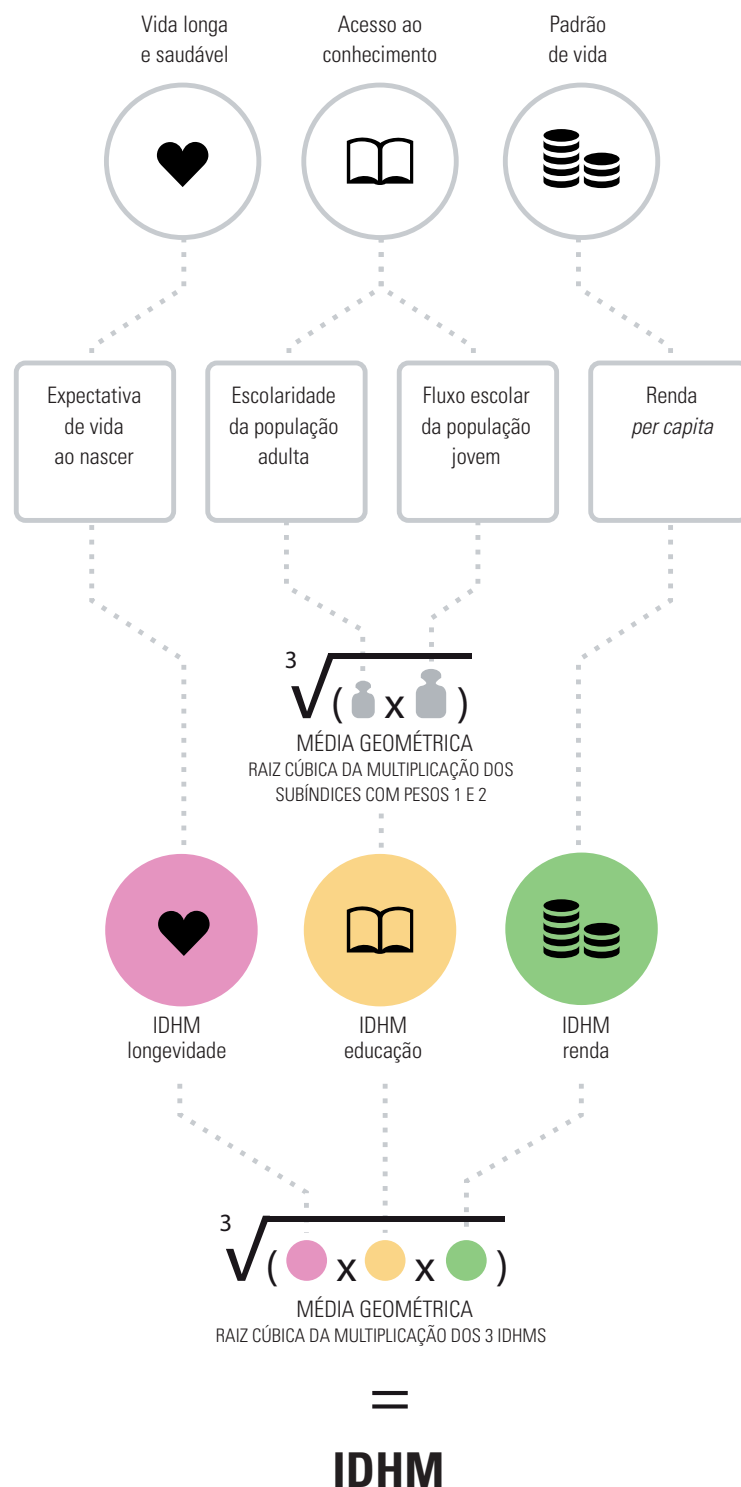 Vida longa
e saudável
Acesso ao
conhecimento
Padrão
de vida
Expectativa
de vida
ao nascer
Escolaridade
da população
adulta
Fluxo escolar
da população
jovem
Renda
per capita
3
√( x )
MÉDIA GEOMÉTRICA
RAIZ CÚBICA DA MULTIPLICAÇÃO DOS
SUBÍNDICES COM PESOS 1 E 2
IDHM
longevidade
IDHM
educação
IDHM
renda
3
√( x x )
MÉDIA GEOMÉTRICA
RAIZ CÚBICA DA MULTIPLICAÇÃO DOS 3 IDHMS
=
IDHM